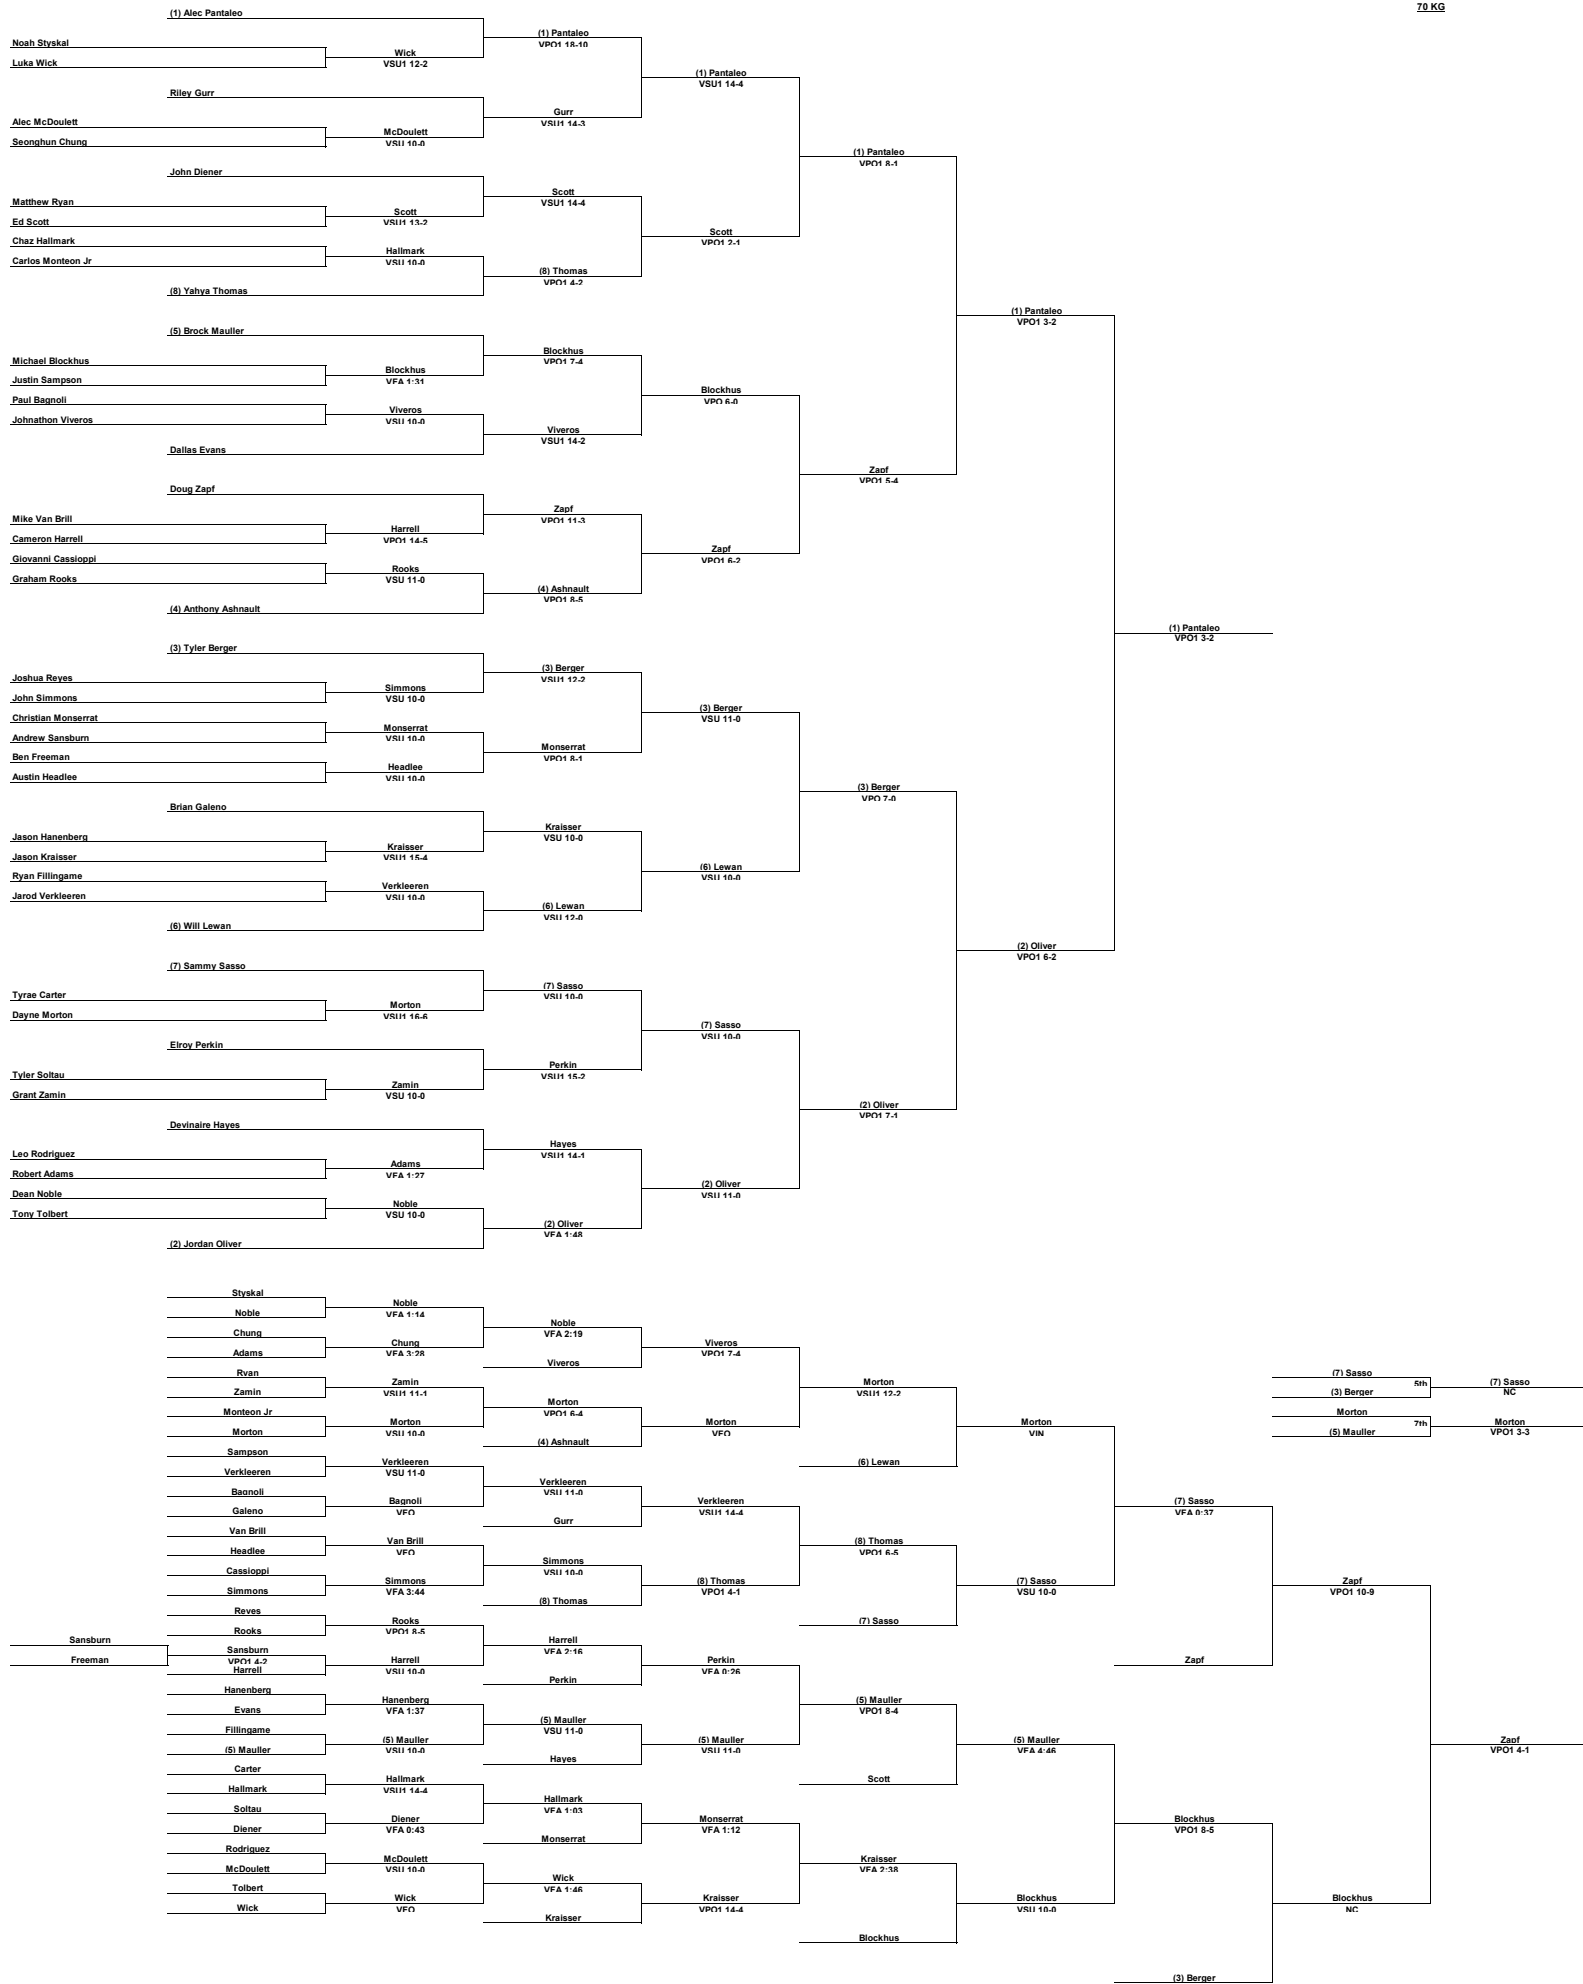 70 KG
(1) Alec Pantaleo
(1) Pantaleo
VPO1 18-10
Noah Styskal
Wick
VSU1 12-2
Luka Wick
(1) Pantaleo
VSU1 14-4
Riley Gurr
Gurr
VSU1 14-3
Alec McDoulett
McDoulett
VSU 10-0
Seonghun Chung
(1) Pantaleo
VPO1 8-1
John Diener
Scott
VSU1 14-4
Matthew Ryan
Scott
VSU1 13-2
Ed Scott
Scott
VPO1 2-1
Chaz Hallmark
Hallmark
VSU 10-0
Carlos Monteon Jr
(8) Thomas
VPO1 4-2
(8) Yahya Thomas
(1) Pantaleo
VPO1 3-2
(5) Brock Mauller
Blockhus
VPO1 7-4
Michael Blockhus
Blockhus
VFA 1:31
Justin Sampson
Blockhus
VPO 6-0
Paul Bagnoli
Viveros
VSU 10-0
Johnathon Viveros
Viveros
VSU1 14-2
Dallas Evans
Zapf
VPO1 5-4
Doug Zapf
Zapf
VPO1 11-3
Mike Van Brill
Harrell
VPO1 14-5
Cameron Harrell
Zapf
VPO1 6-2
Giovanni Cassioppi
Rooks
VSU 11-0
Graham Rooks
(4) Ashnault
VPO1 8-5
(4) Anthony Ashnault
(1) Pantaleo
VPO1 3-2
(3) Tyler Berger
(3) Berger
VSU1 12-2
Joshua Reyes
Simmons
VSU 10-0
John Simmons
(3) Berger
VSU 11-0
Christian Monserrat
Monserrat
VSU 10-0
Andrew Sansburn
Monserrat
VPO1 8-1
Ben Freeman
Headlee
VSU 10-0
Austin Headlee
(3) Berger
VPO 7-0
Brian Galeno
Kraisser
VSU 10-0
Jason Hanenberg
Kraisser
VSU1 15-4
Jason Kraisser
(6) Lewan
VSU 10-0
Ryan Fillingame
Verkleeren
VSU 10-0
Jarod Verkleeren
(6) Lewan
VSU 12-0
(6) Will Lewan
(2) Oliver
VPO1 6-2
(7) Sammy Sasso
(7) Sasso
VSU 10-0
Tyrae Carter
Morton
VSU1 16-6
Dayne Morton
(7) Sasso
VSU 10-0
Elroy Perkin
Perkin
VSU1 15-2
Tyler Soltau
Zamin
VSU 10-0
Grant Zamin
(2) Oliver
VPO1 7-1
Devinaire Hayes
Hayes
VSU1 14-1
Leo Rodriguez
Adams
VFA 1:27
Robert Adams
(2) Oliver
VSU 11-0
Dean Noble
Noble
VSU 10-0
Tony Tolbert
(2) Oliver
VFA 1:48
(2) Jordan Oliver
Styskal
Noble
VFA 1:14
Noble
Noble
VFA 2:19
Chung
Chung
VFA 3:28
Adams
Viveros
Viveros
VPO1 7-4
Ryan
Zamin
VSU1 11-1
Zamin
Morton
VPO1 6-4
Monteon Jr
Morton
VSU 10-0
Morton
(4) Ashnault
Morton
VFO
Morton
VSU1 12-2
(6) Lewan
Morton
VIN
(7) Sasso
5th
(3) Berger
(7) Sasso
NC
Morton
7th
(5) Mauller
Morton
VPO1 3-3
Sampson
Verkleeren
VSU 11-0
Verkleeren
Verkleeren
VSU 11-0
Bagnoli
Bagnoli
VFO
Galeno
Gurr
Verkleeren
VSU1 14-4
Van Brill
Van Brill
VFO
Headlee
Simmons
VSU 10-0
Cassioppi
Simmons
VFA 3:44
Simmons
(8) Thomas
(8) Thomas
VPO1 4-1
(8) Thomas
VPO1 6-5
(7) Sasso
(7) Sasso
VSU 10-0
(7) Sasso
VFA 0:37
Zapf
Zapf
VPO1 10-9
Reyes
Rooks
VPO1 8-5
Rooks
Harrell
VFA 2:16
Sansburn
Freeman
Sansburn
VPO1 4-2
Harrell
Harrell
VSU 10-0
Perkin
Perkin
VFA 0:26
Hanenberg
Hanenberg
VFA 1:37
Evans
(5) Mauller
VSU 11-0
Fillingame
(5) Mauller
VSU 10-0
(5) Mauller
Hayes
(5) Mauller
VSU 11-0
(5) Mauller
VPO1 8-4
Scott
(5) Mauller
VFA 4:46
Zapf
VPO1 4-1
Carter
Hallmark
VSU1 14-4
Hallmark
Hallmark
VFA 1:03
Soltau
Diener
VFA 0:43
Diener
Monserrat
Monserrat
VFA 1:12
Rodriguez
McDoulett
VSU 10-0
McDoulett
Wick
VFA 1:46
Tolbert
Wick
VFO
Wick
Kraisser
Kraisser
VPO1 14-4
Kraisser
VFA 2:38
Blockhus
Blockhus
VSU 10-0
Blockhus
VPO1 8-5
(3) Berger
Blockhus
NC